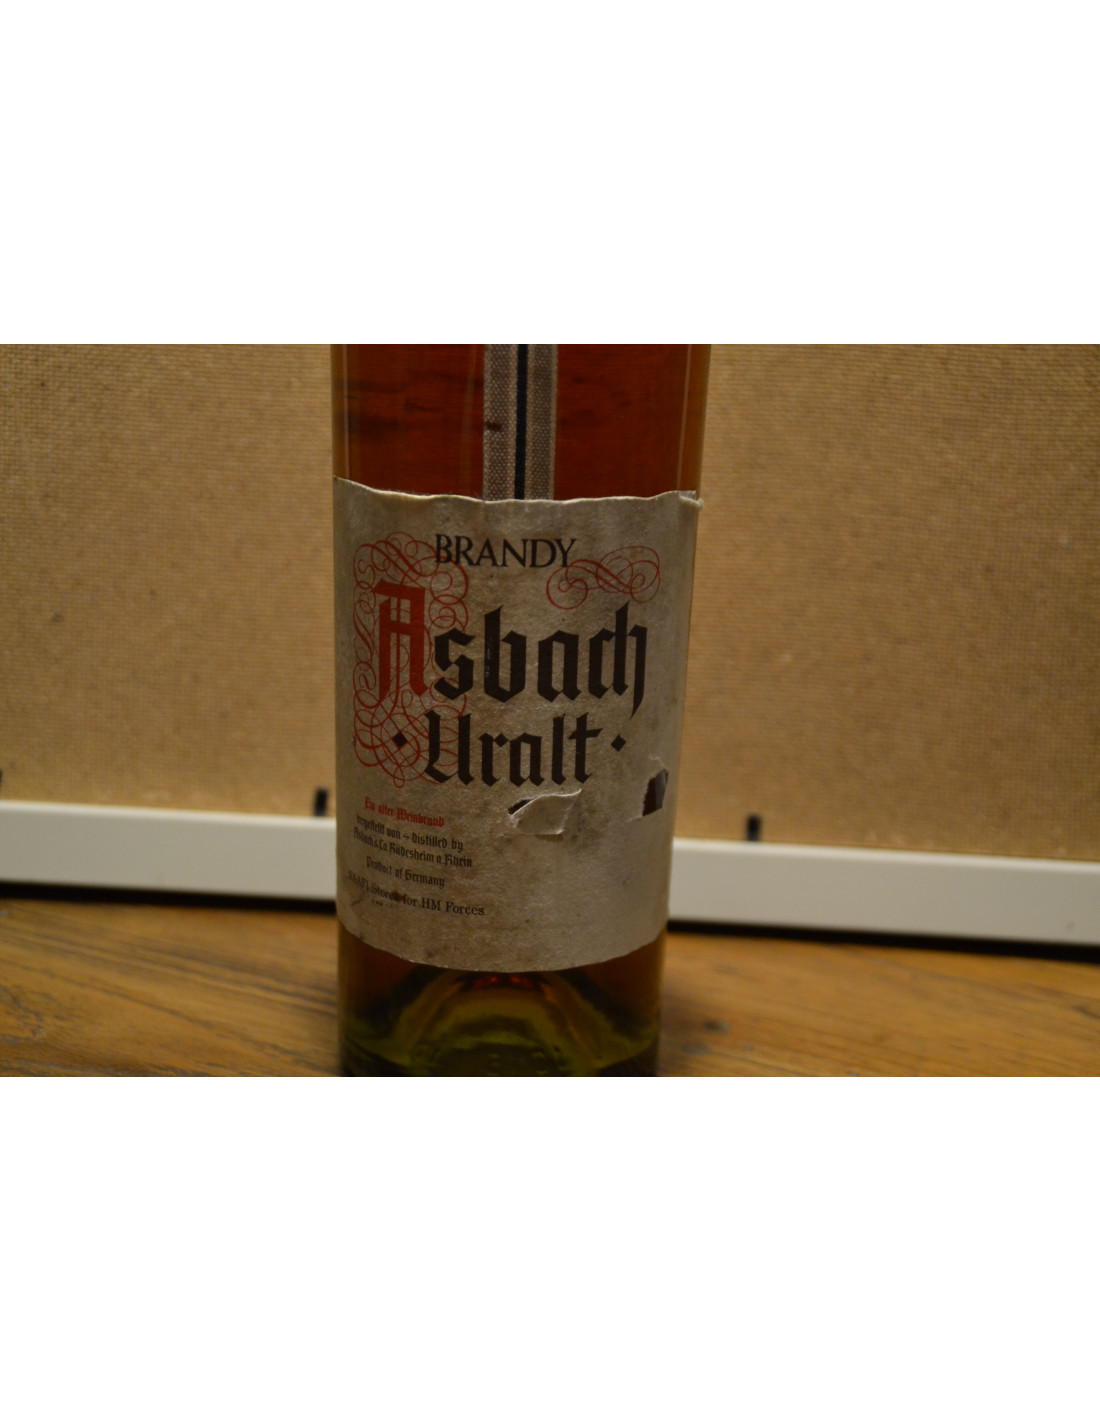 BRANDY
Asbach
· Uralt ·
Ein alter Weinbrand
hergestellt von ~ distilled by
Asbach & Co Rüdesheim a. Rhein
Product of Germany
Stores for HM Forces